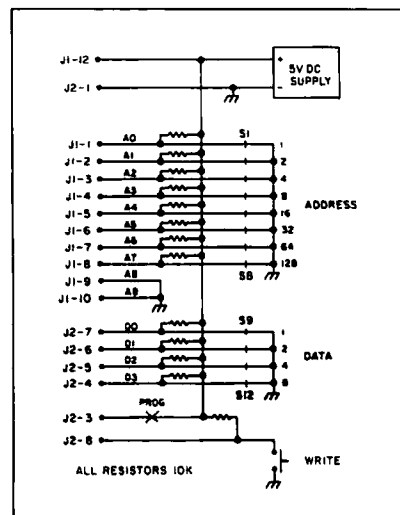 J1-12
+
5V DC
SUPPLY
J2-1
−
J1-1 A0 S1 1
J1-2 A1 2
J1-3 A2 4
J1-4 A3 8
J1-5 A4 16
J1-6 A5 32
J1-7 A6 64
J1-8 A7 S8 128
ADDRESS
J1-9 A8
J1-10 A9
J2-7 D0 S9 1
J2-6 D1 2
J2-5 D2 4
J2-4 D3 S12 8
DATA
J2-3 PROG
J2-8
ALL RESISTORS 10K
WRITE